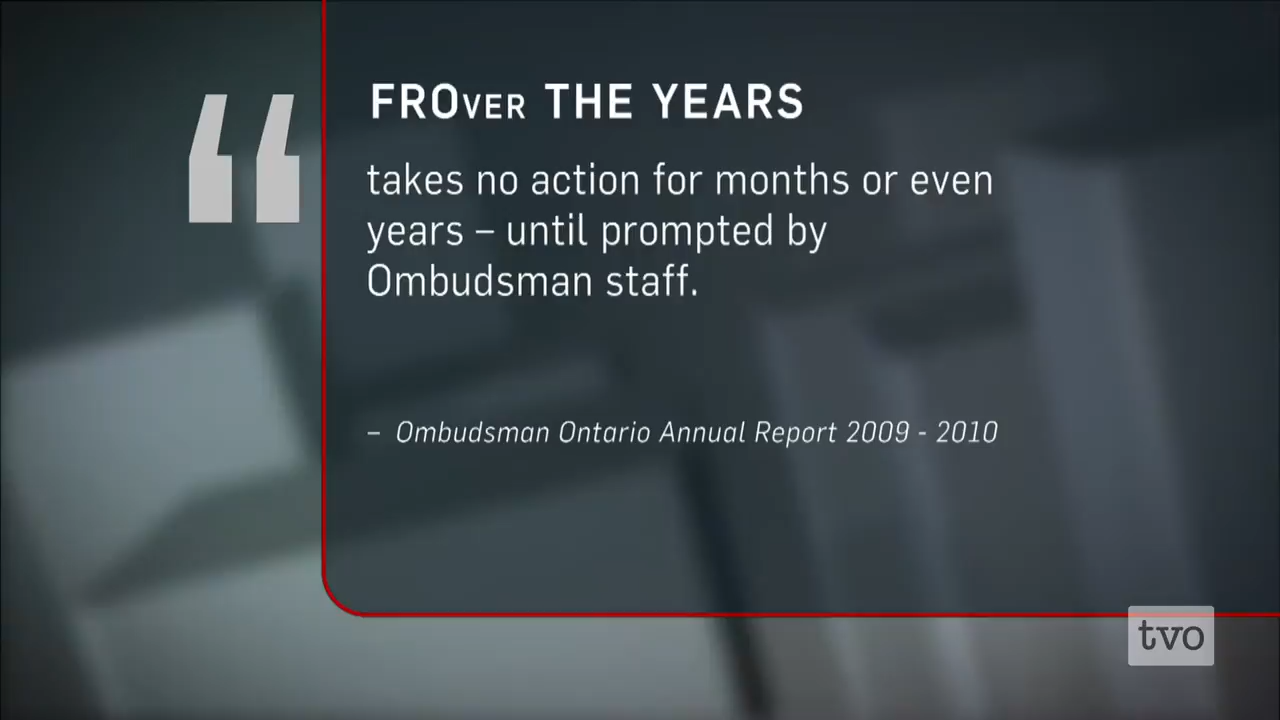 “
FROVER THE YEARS
takes no action for months or even
years – until prompted by
Ombudsman staff.
– Ombudsman Ontario Annual Report 2009 - 2010
tvo